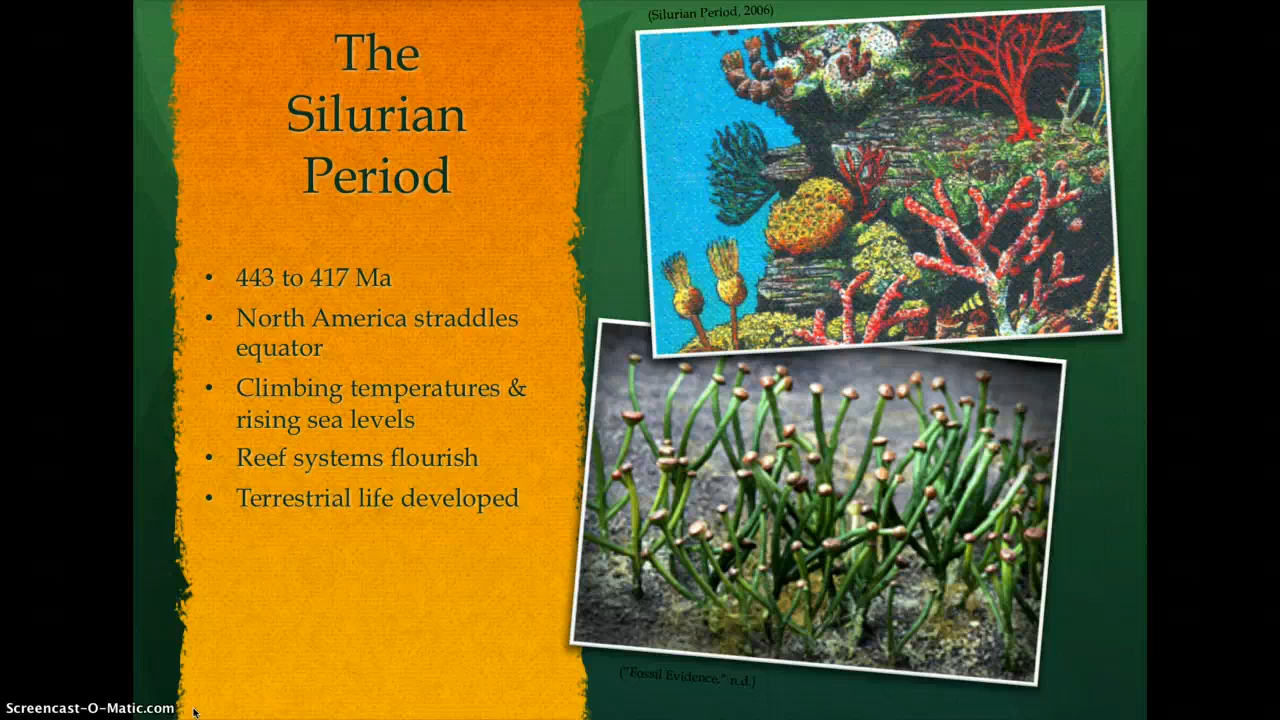 The
Silurian
Period
• 443 to 417 Ma
• North America straddles
equator
• Climbing temperatures &
rising sea levels
• Reef systems flourish
• Terrestrial life developed
(Silurian Period, 2006)
("Fossil Evidence," n.d.)
Screencast-O-Matic.com